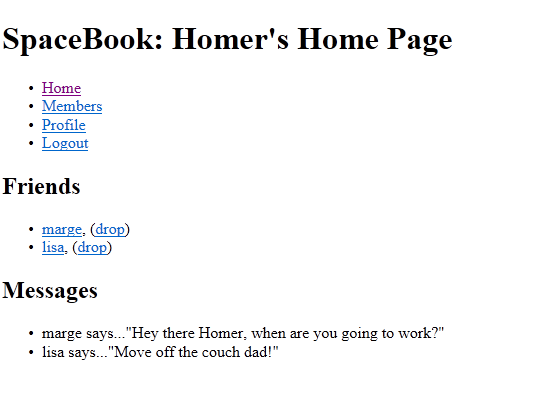 SpaceBook: Homer's Home Page
• Home
• Members
• Profile
• Logout
Friends
• marge, (drop)
• lisa, (drop)
Messages
• marge says..."Hey there Homer, when are you going to work?"
• lisa says..."Move off the couch dad!"